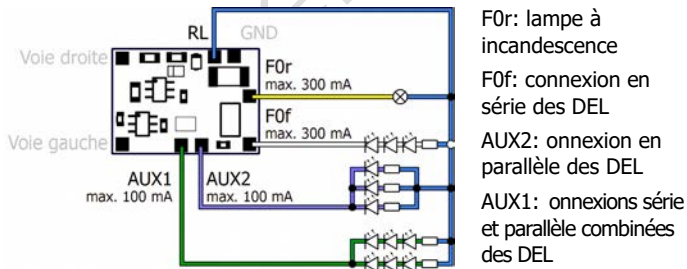 RL
GND
Voie droite
F0r
max. 300 mA
F0f
max. 300 mA
Voie gauche
AUX1
max. 100 mA
AUX2
max. 100 mA
F0r: lampe à
incandescence
F0f: connexion en
série des DEL
AUX2: onnexion en
parallèle des DEL
AUX1: onnexions série
et parallèle combinées
des DEL